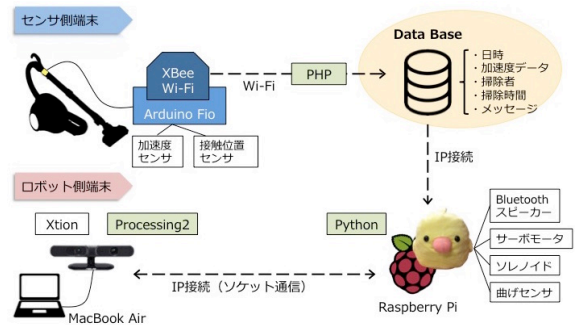 センサ側端末
XBee
Wi-Fi
Arduino Fio
加速度
センサ
接触位置
センサ
Wi-Fi
PHP
Data Base
・日時
・加速度データ
・掃除者
・掃除時間
・メッセージ
IP接続
ロボット側端末
Xtion
Processing2
MacBook Air
IP接続（ソケット通信）
Python
Raspberry Pi
Bluetooth
スピーカー
サーボモータ
ソレノイド
曲げセンサ